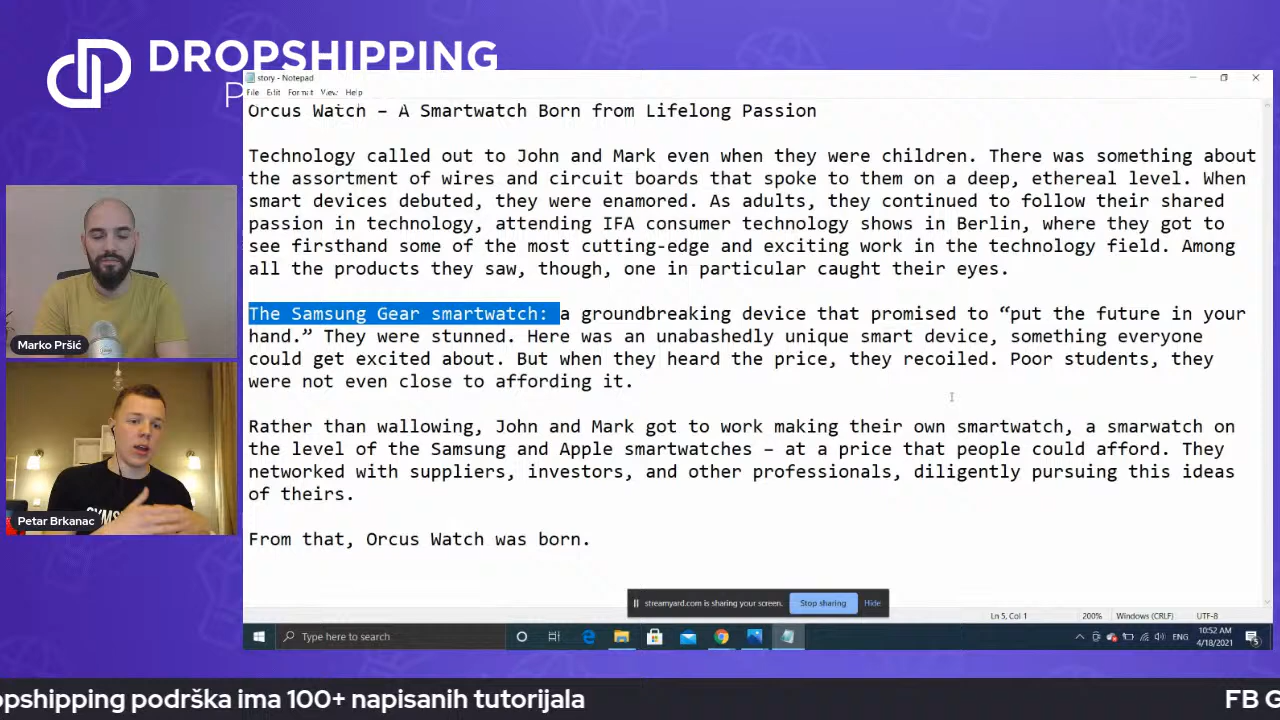 DROPSHIPPING
P
story - Notepad
File Edit Format View Help
Orcus Watch – A Smartwatch Born from Lifelong Passion
Technology called out to John and Mark even when they were children. There was something about
the assortment of wires and circuit boards that spoke to them on a deep, ethereal level. When
smart devices debuted, they were enamored. As adults, they continued to follow their shared
passion in technology, attending IFA consumer technology shows in Berlin, where they got to
see firsthand some of the most cutting-edge and exciting work in the technology field. Among
all the products they saw, though, one in particular caught their eyes.
The Samsung Gear smartwatch: a groundbreaking device that promised to “put the future in your
hand.” They were stunned. Here was an unabashedly unique smart device, something everyone
could get excited about. But when they heard the price, they recoiled. Poor students, they
were not even close to affording it.
Rather than wallowing, John and Mark got to work making their own smartwatch, a smarwatch on
the level of the Samsung and Apple smartwatches – at a price that people could afford. They
networked with suppliers, investors, and other professionals, diligently pursuing this ideas
of theirs.
From that, Orcus Watch was born.
Marko Pršić
Petar Brkanac
streamyard.com is sharing your screen. Stop sharing Hide
Ln 5, Col 1 200% Windows (CRLF) UTF-8
Type here to search
ENG
10:52 AM
4/18/2021
5
opshipping podrška ima 100+ napisanih tutorijala
FB G